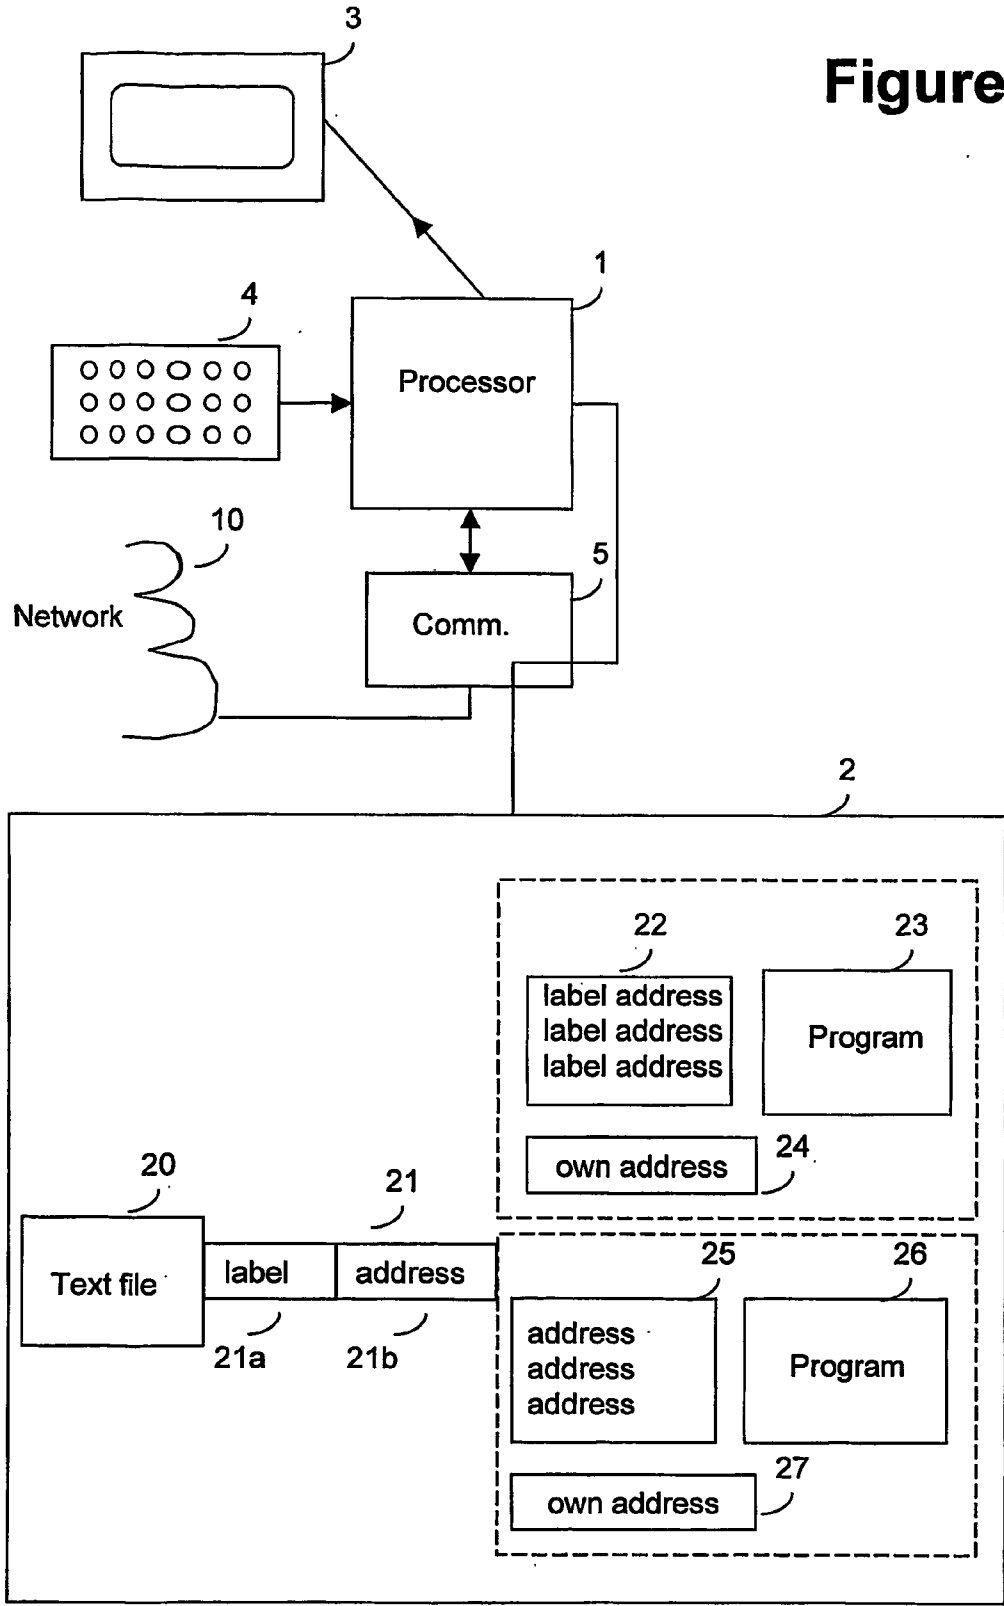 3
Figure
1
4
Processor
10
5
Network
Comm.
2
22
23
label address
label address
label address
Program
24
own address
20
21
25
26
Text file
label
address
21a
21b
address
address
address
Program
27
own address